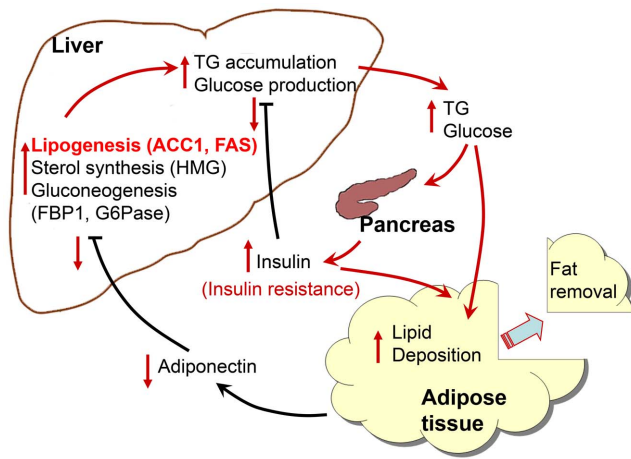 Liver
TG accumulation
Glucose production
Lipogenesis (ACC1, FAS)
Sterol synthesis (HMG)
Gluconeogenesis
(FBP1, G6Pase)
TG
Glucose
Pancreas
Insulin
(Insulin resistance)
Fat
removal
Lipid
Deposition
Adiponectin
Adipose
tissue